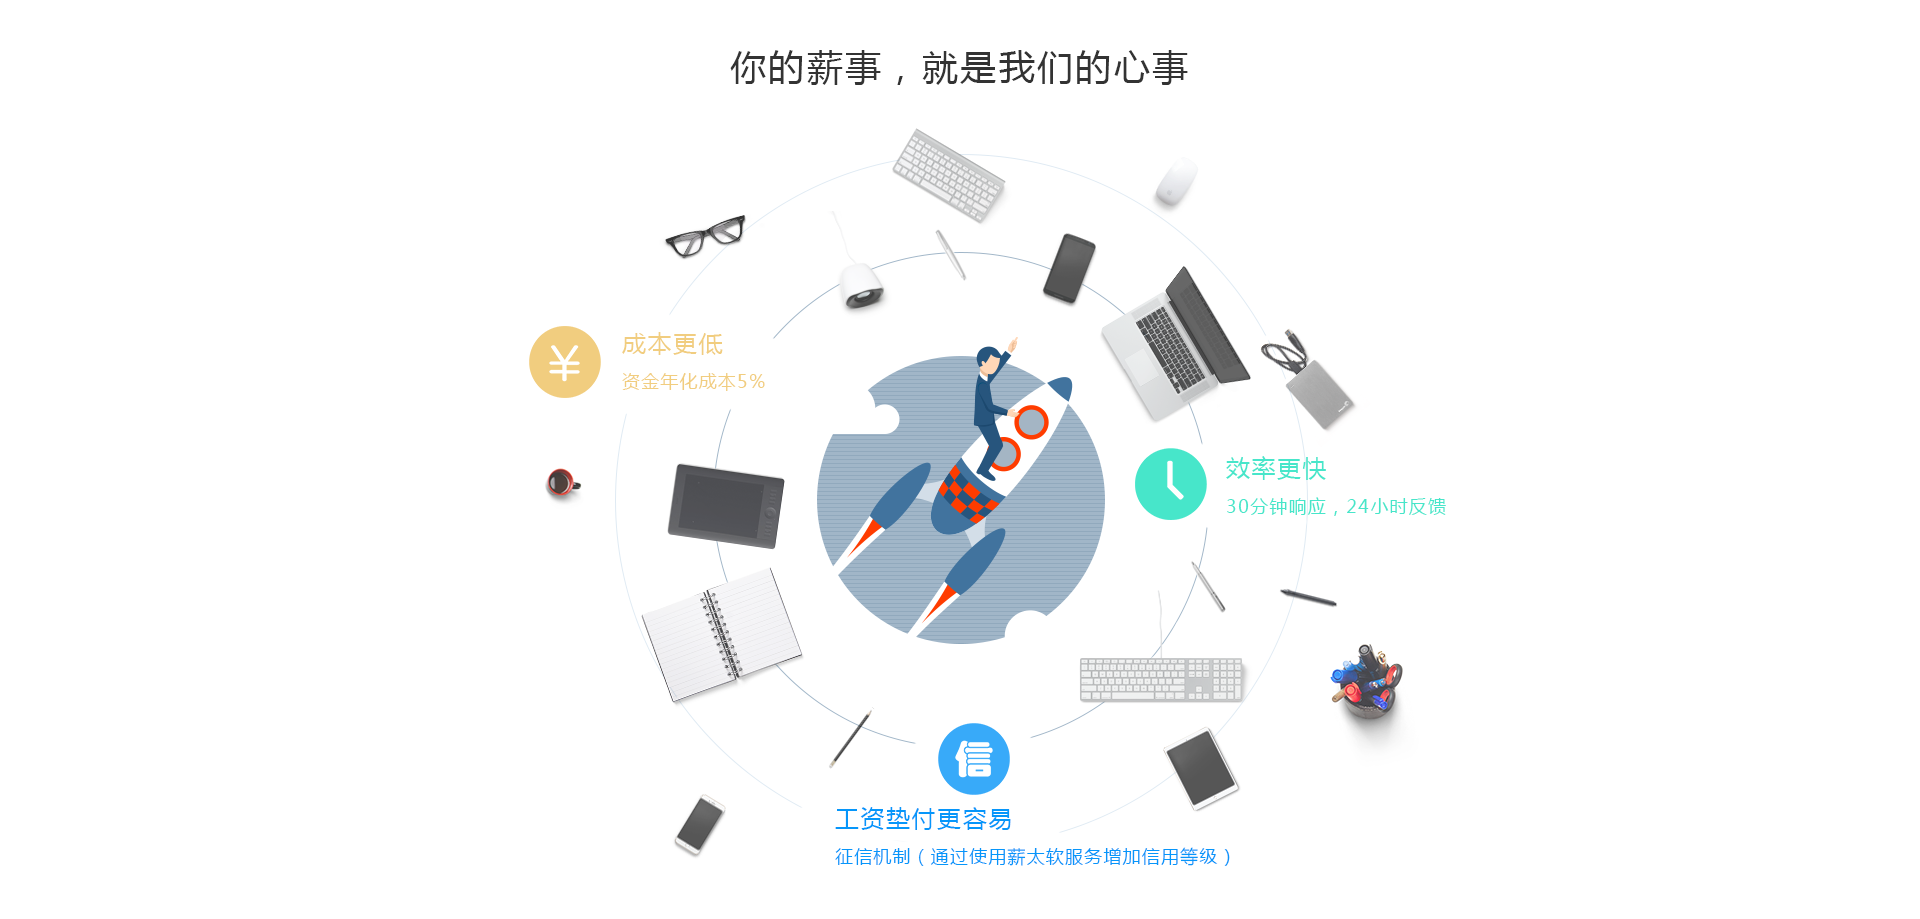 你的薪事，就是我们的心事
成本更低
资金年化成本5%
效率更快
30分钟响应，24小时反馈
工资垫付更容易
征信机制（通过使用薪太软服务增加信用等级）